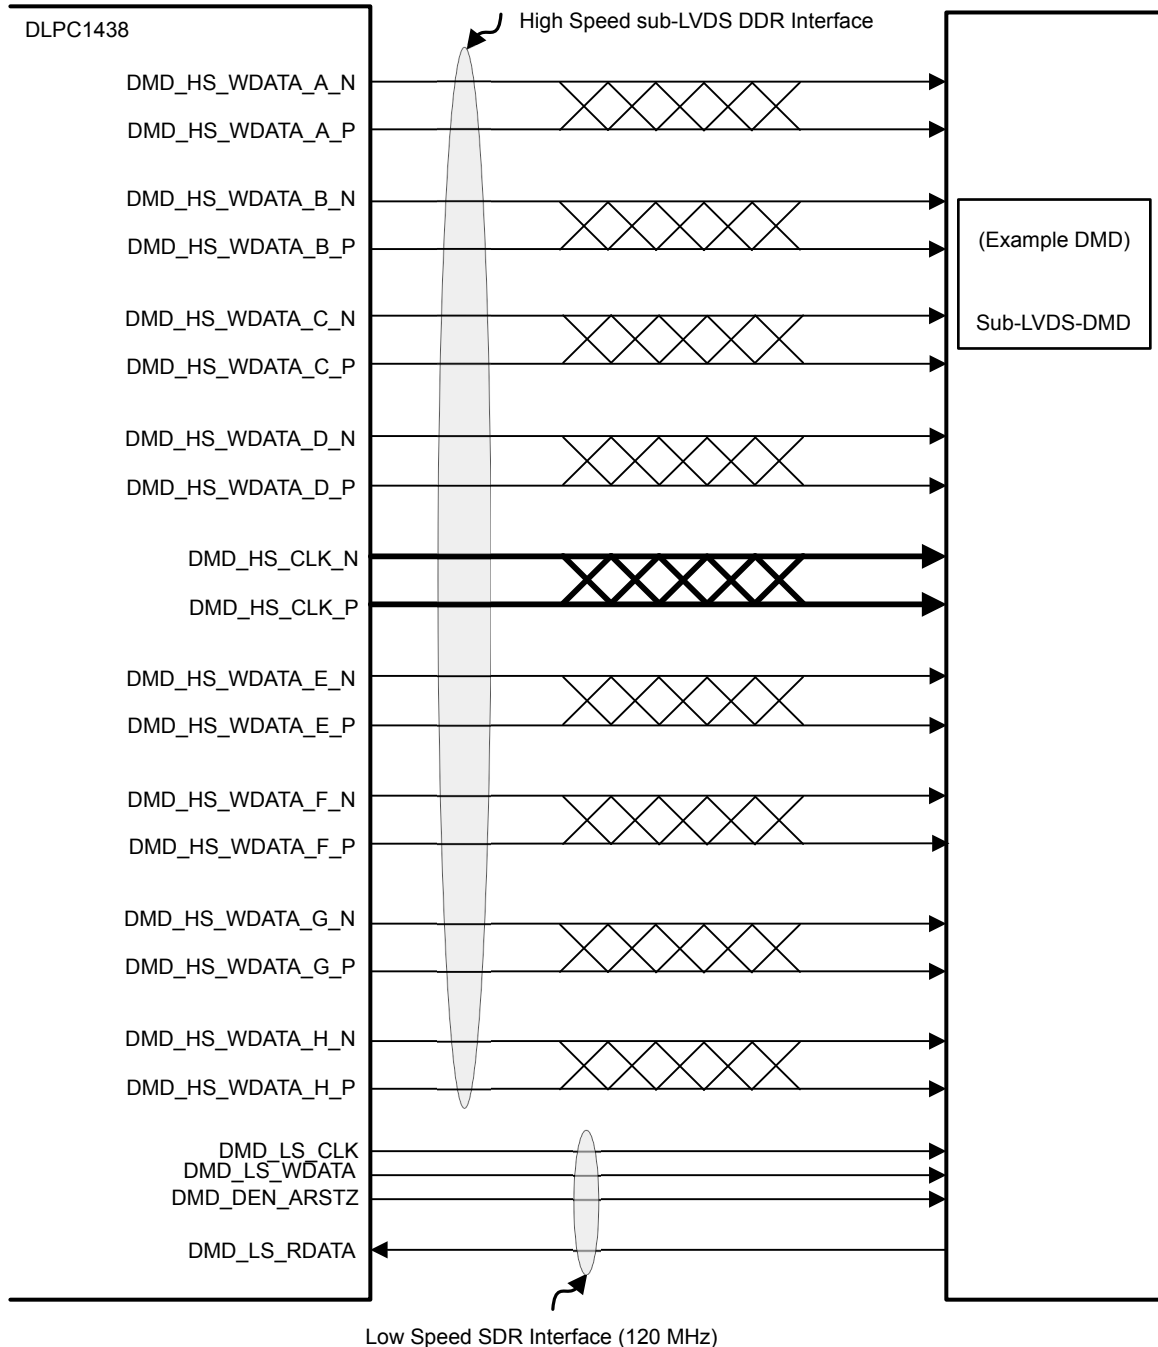 High Speed sub-LVDS DDR Interface
DLPC1438
DMD_HS_WDATA_A_N
DMD_HS_WDATA_A_P
DMD_HS_WDATA_B_N
DMD_HS_WDATA_B_P
(Example DMD)
DMD_HS_WDATA_C_N
Sub-LVDS-DMD
DMD_HS_WDATA_C_P
DMD_HS_WDATA_D_N
DMD_HS_WDATA_D_P
DMD_HS_CLK_N
DMD_HS_CLK_P
DMD_HS_WDATA_E_N
DMD_HS_WDATA_E_P
DMD_HS_WDATA_F_N
DMD_HS_WDATA_F_P
DMD_HS_WDATA_G_N
DMD_HS_WDATA_G_P
DMD_HS_WDATA_H_N
DMD_HS_WDATA_H_P
DMD_LS_CLK
DMD_LS_WDATA
DMD_DEN_ARSTZ
DMD_LS_RDATA
Low Speed SDR Interface (120 MHz)